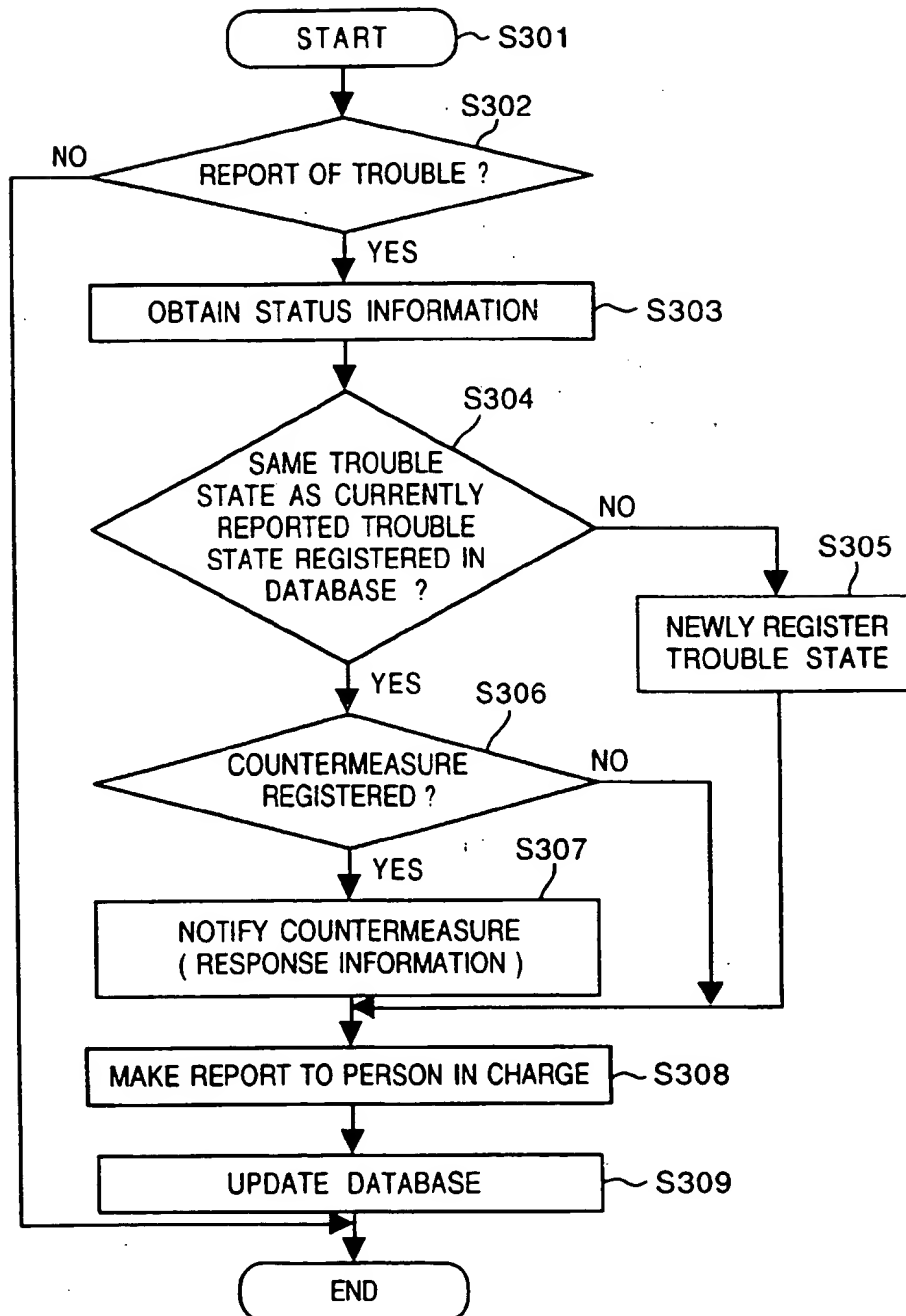 START
S301
S302
NO
REPORT OF TROUBLE ?
YES
OBTAIN STATUS INFORMATION
S303
S304
SAME TROUBLE
STATE AS CURRENTLY
REPORTED TROUBLE
STATE REGISTERED IN
DATABASE ?
NO
S305
NEWLY REGISTER
TROUBLE STATE
YES
S306
COUNTERMEASURE
REGISTERED ?
NO
YES
S307
NOTIFY COUNTERMEASURE
( RESPONSE INFORMATION )
MAKE REPORT TO PERSON IN CHARGE
S308
UPDATE DATABASE
S309
END